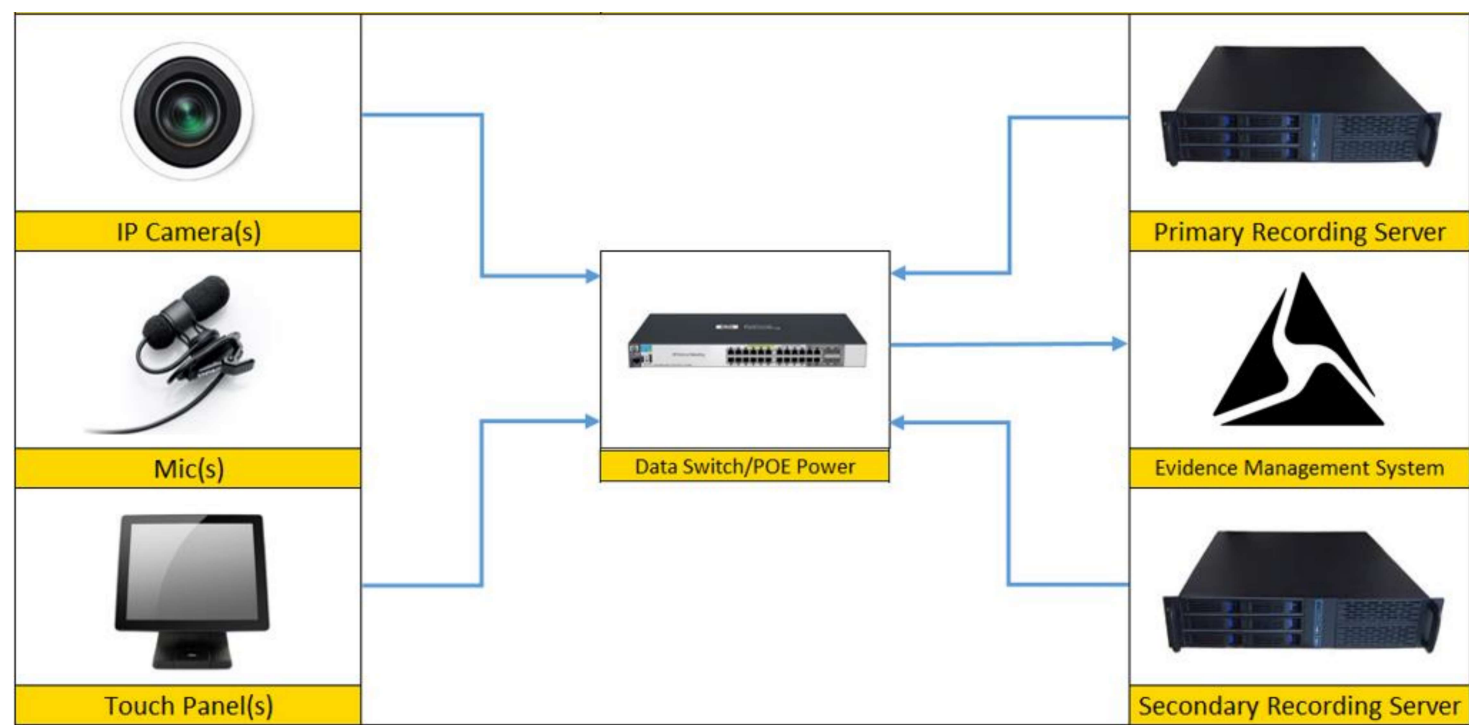 IP Camera(s)
Primary Recording Server
Mic(s)
Data Switch/POE Power
Evidence Management System
Touch Panel(s)
Secondary Recording Server